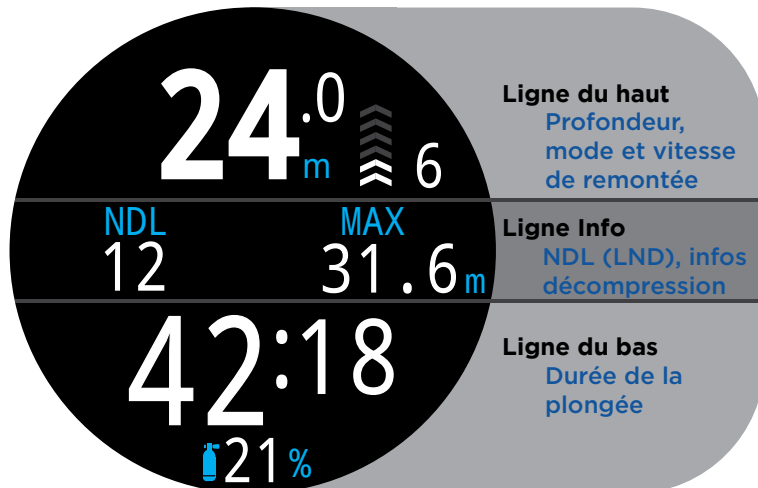 24.0 m 6
NDL MAX
12 31.6 m
42:18
21 %
Ligne du haut
Profondeur,
mode et vitesse
de remontée
Ligne Info
NDL (LND), infos
décompression
Ligne du bas
Durée de la
plongée